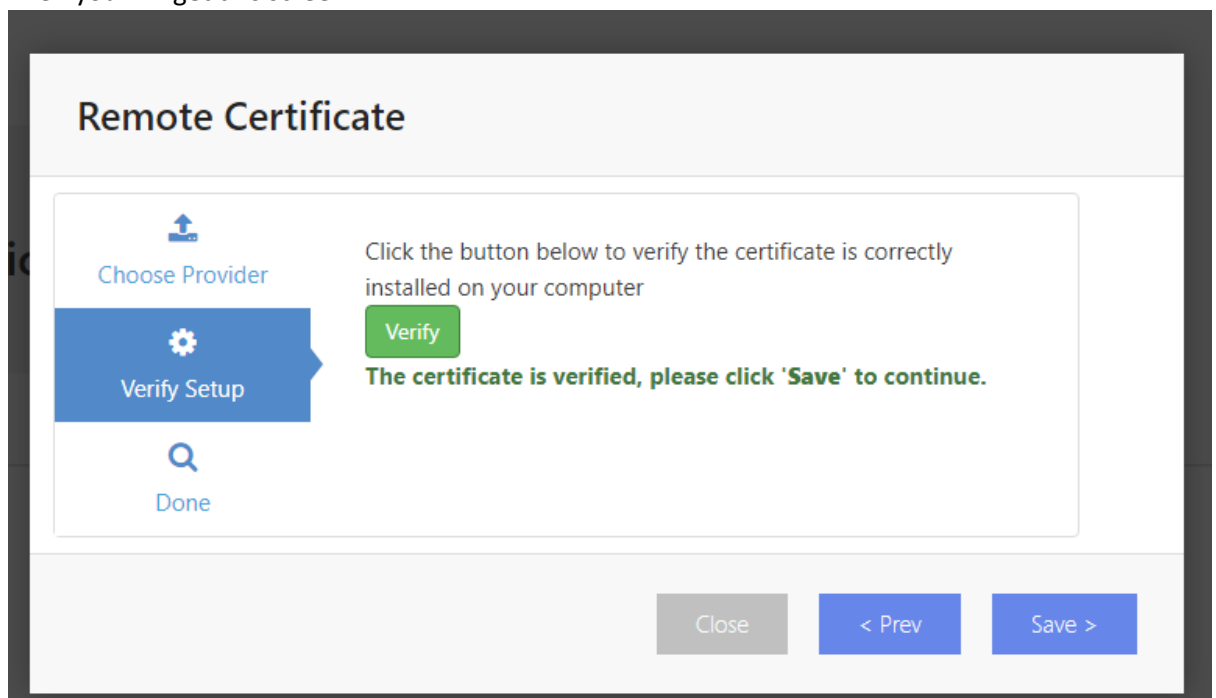 Remote Certificate
Choose Provider
Verify Setup
Done
Click the button below to verify the certificate is correctly
installed on your computer
Verify
The certificate is verified, please click 'Save' to continue.
Close
< Prev
Save >